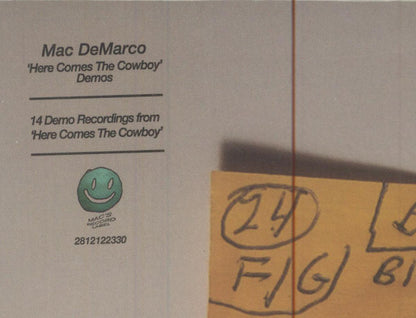 Mac DeMarco
'Here Comes The Cowboy'
Demos
14 Demo Recordings from
'Here Comes The Cowboy'
MAC'S
RECORD
LABEL
2812122330
24
F/G/